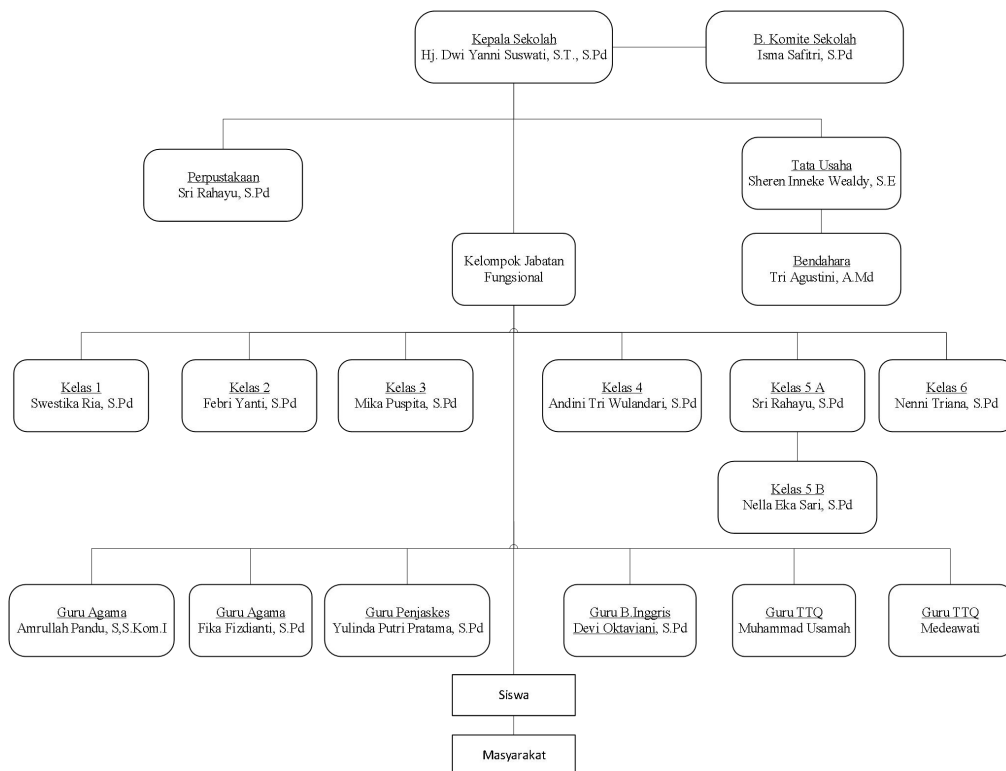 Kepala Sekolah
Hj. Dwi Yanni Suswati, S.T., S.Pd
B. Komite Sekolah
Isma Safitri, S.Pd
Perpustakaan
Sri Rahayu, S.Pd
Tata Usaha
Sheren Inneke Wealdy, S.E
Kelompok Jabatan
Fungsional
Bendahara
Tri Agustini, A.Md
Kelas 1
Swestika Ria, S.Pd
Kelas 2
Febri Yanti, S.Pd
Kelas 3
Mika Puspita, S.Pd
Kelas 4
Andini Tri Wulandari, S.Pd
Kelas 5 A
Sri Rahayu, S.Pd
Kelas 6
Nenni Triana, S.Pd
Kelas 5 B
Nella Eka Sari, S.Pd
Guru Agama
Amrullah Pandu, S,S.Kom.I
Guru Agama
Fika Fizdianti, S.Pd
Guru Penjaskes
Yulinda Putri Pratama, S.Pd
Guru B.Inggris
Devi Oktaviani, S.Pd
Guru TTQ
Muhammad Usamah
Guru TTQ
Medeawati
Siswa
Masyarakat